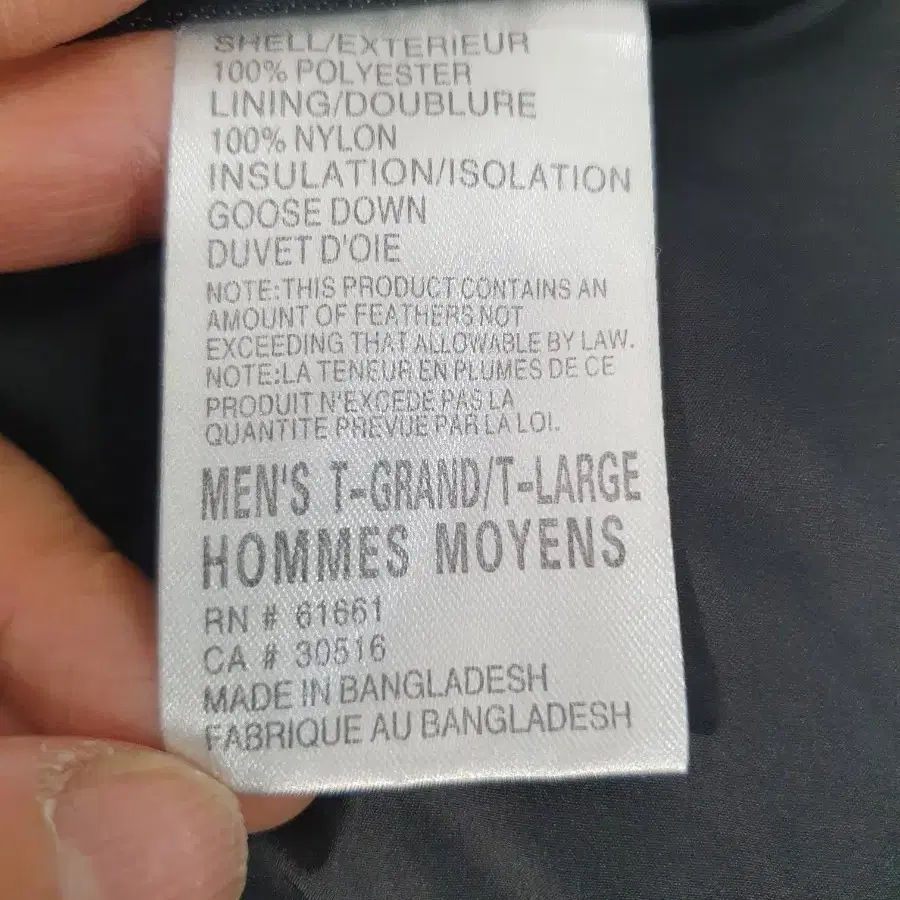 SHELL/EXTERIEUR
100% POLYESTER
LINING/DOUBLURE
100% NYLON
INSULATION/ISOLATION
GOOSE DOWN
DUVET D'OIE
NOTE:THIS PRODUCT CONTAINS AN
AMOUNT OF FEATHERS NOT
EXCEEDING THAT ALLOWABLE BY LAW.
NOTE:LA TENEUR EN PLUMES DE CE
PRODUIT N'EXCEDE PAS LA
QUANTITE PREVUE PAR LA LOI.
MEN'S T-GRAND/T-LARGE
HOMMES MOYENS
RN # 61661
CA # 30516
MADE IN BANGLADESH
FABRIQUE AU BANGLADESH